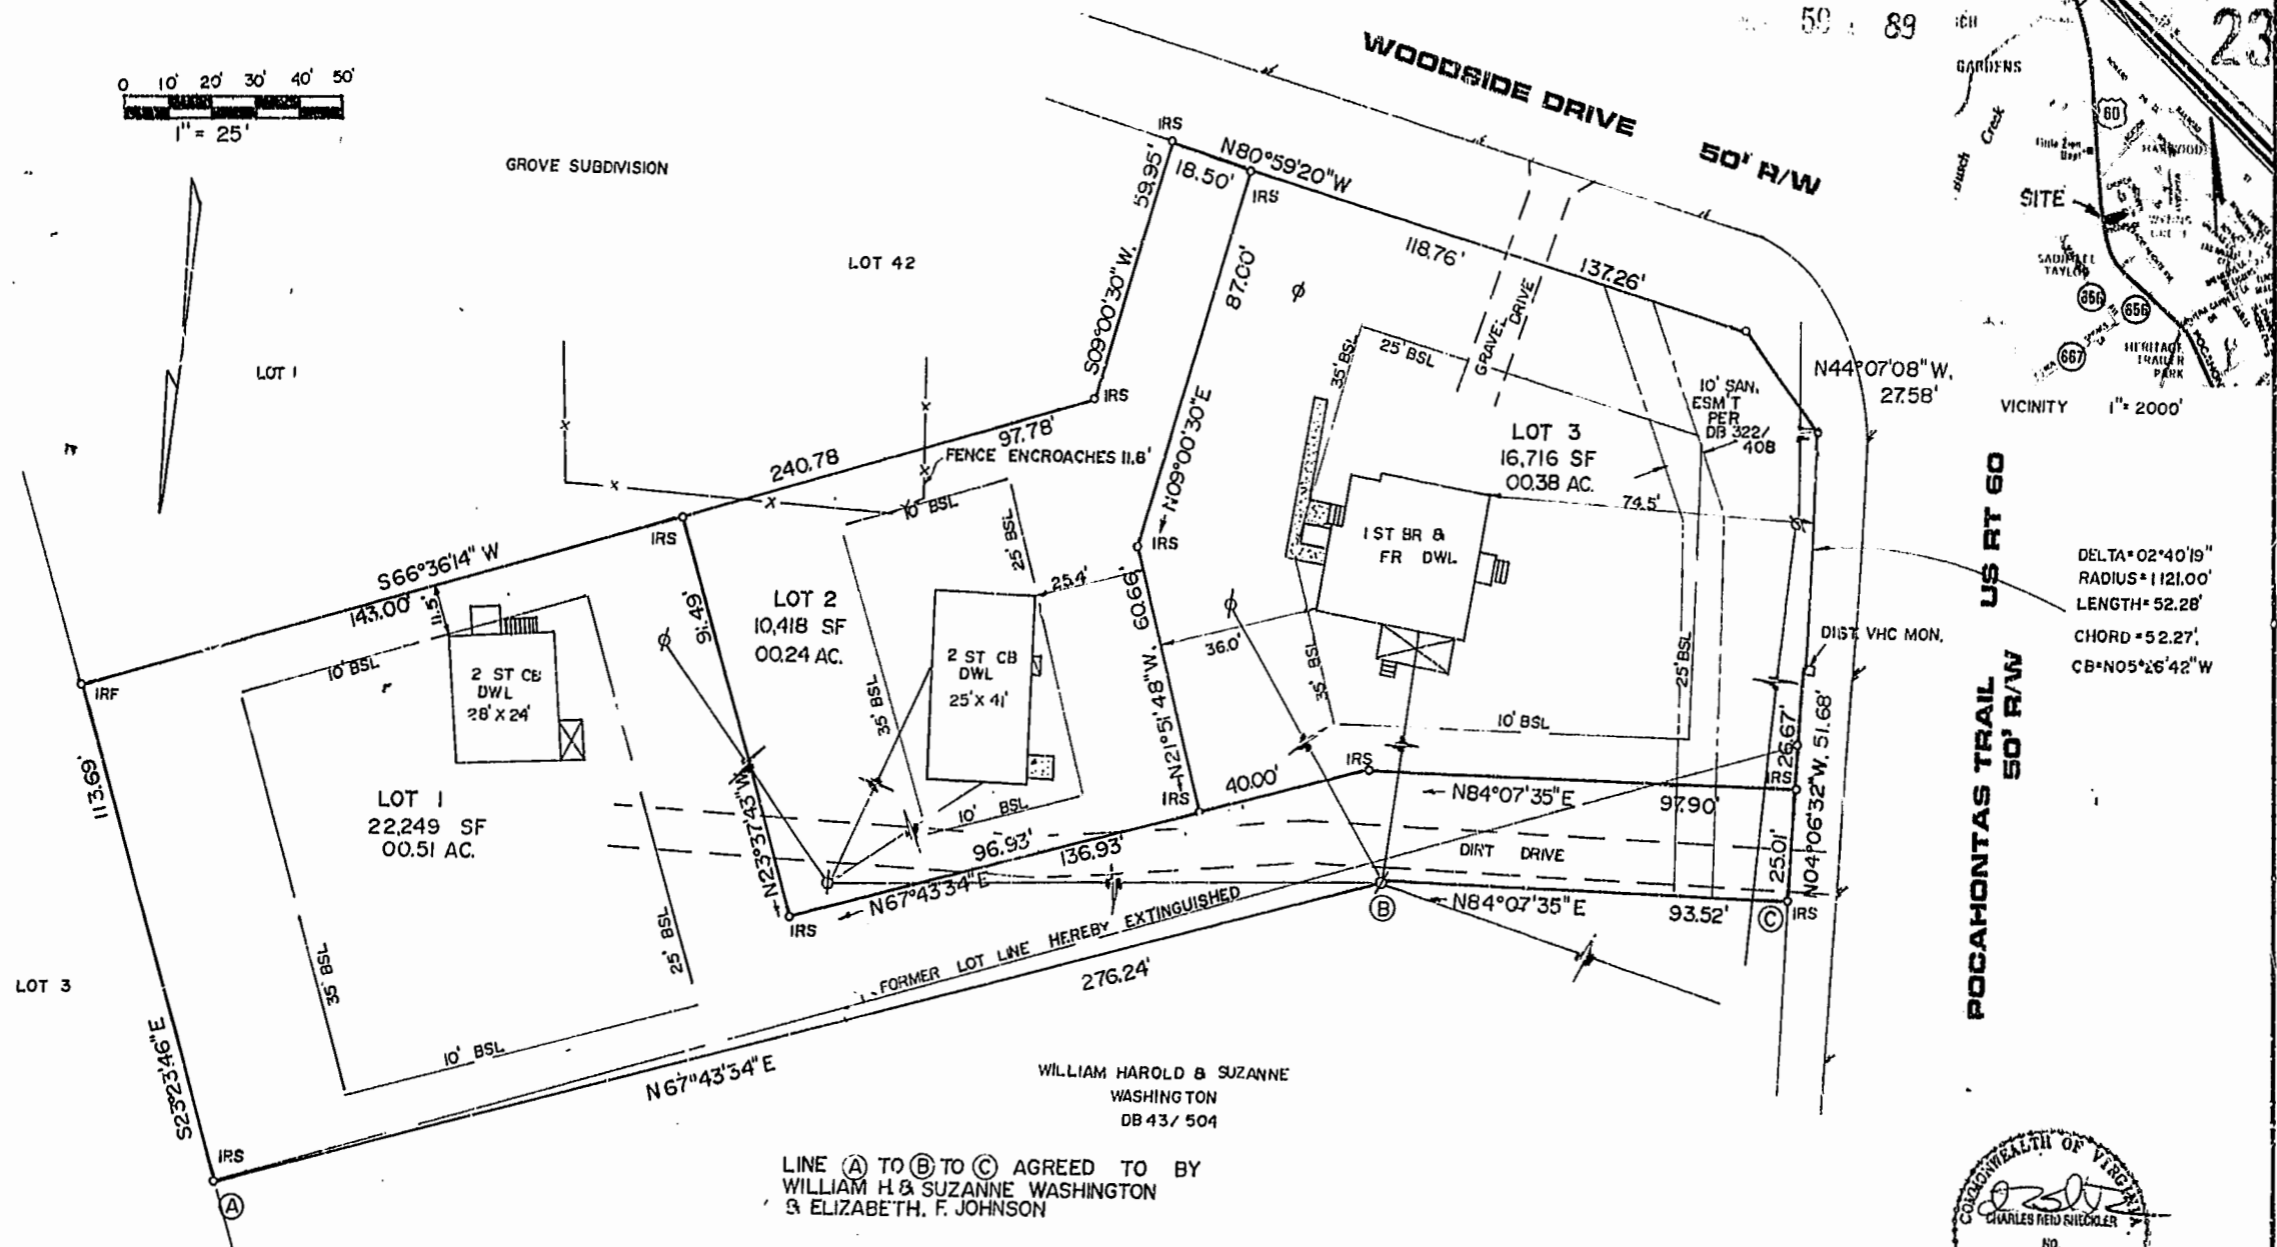 50 89
23
0 10' 20' 30' 40' 50'
1" = 25'
GROVE SUBDIVISION
WOODSIDE DRIVE 50' R/W
GARDENS
Creek
60
SITE
TAYLOR
656
656
667
HERITAGE
TRAILER
PARK
VICINITY 1" = 2000'
IRS
N80°59'20"W
18.50'
IRS
59.95'
S09°00'30"W.
118.76'
137.26'
87.00'
GRAVEL DRIVE
N44°07'08"W.
27.58'
LOT 42
LOT 1
IRS
97.78'
240.78
FENCE ENCROACHES 11.8'
N09°00'30"E
IRS
35' BSL
25' BSL
10' SAN.
ESM'T
PER
DB 322/
408
LOT 3
16,716 SF
00.38 AC.
74.5'
1 ST BR &
FR DWL
DELTA=02°40'19"
RADIUS=1121.00'
LENGTH=52.28'
CHORD=52.27',
CB=N05°26'42"W
DIST. VHC MON.
POCAHONTAS TRAIL US RT 60
50' R/W
S66°36'14" W
143.00'
11.5'
IRS
10' BSL
25' BSL
25.4'
60.66'
91.49'
LOT 2
10,418 SF
00.24 AC.
2 ST CB
DWL
25' X 41'
35' BSL
10' BSL
36.0'
35' BSL
10' BSL
25' BSL
IRF
10' BSL
2 ST CB
DWL
28' X 24'
LOT 1
22,249 SF
00.51 AC.
113.69'
N21°51'48"W.
IRS
40.00'
IRS
N84°07'35"E
97.90'
IRS
26.67'
N04°06'32"W. 51.68'
25.01'
N23°37'43"W
96.93'
136.93'
DIRT DRIVE
N67°43'34"E
IRS
N84°07'35"E
93.52'
B
C
IRS
25' BSL
35' BSL
10' BSL
FORMER LOT LINE HEREBY EXTINGUISHED
276.24'
N67°43'34"E
LOT 3
S23°23'46"E
IRS
A
WILLIAM HAROLD & SUZANNE
WASHINGTON
DB 43/504
LINE A TO B TO C AGREED TO BY
WILLIAM H. & SUZANNE WASHINGTON
& ELIZABETH. F. JOHNSON
COMMONWEALTH OF VIRGINIA
NO.